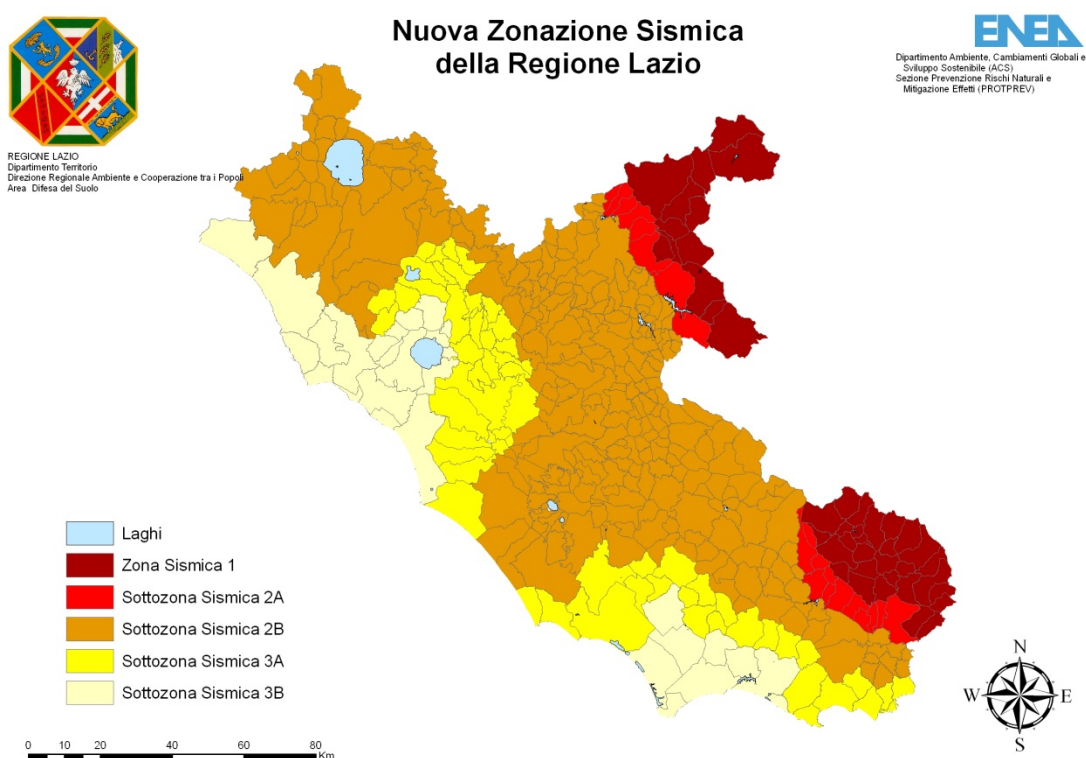 Nuova Zonazione Sismica
della Regione Lazio
ENEA
Dipartimento Ambiente, Cambiamenti Globali e
Sviluppo Sostenibile (ACS)
Sezione Prevenzione Rischi Naturali e
Mitigazione Effetti (PROTPREV)
REGIONE LAZIO
Dipartimento Territorio
Direzione Regionale Ambiente e Cooperazione tra i Popoli
Area Difesa del Suolo
Laghi
Zona Sismica 1
Sottozona Sismica 2A
Sottozona Sismica 2B
Sottozona Sismica 3A
Sottozona Sismica 3B
N
W E
S
0 10 20 40 60 80
Km